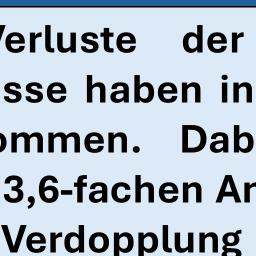 Verluste der
sse haben in
ommen. Dab
3,6-fachen An
Verdopplung